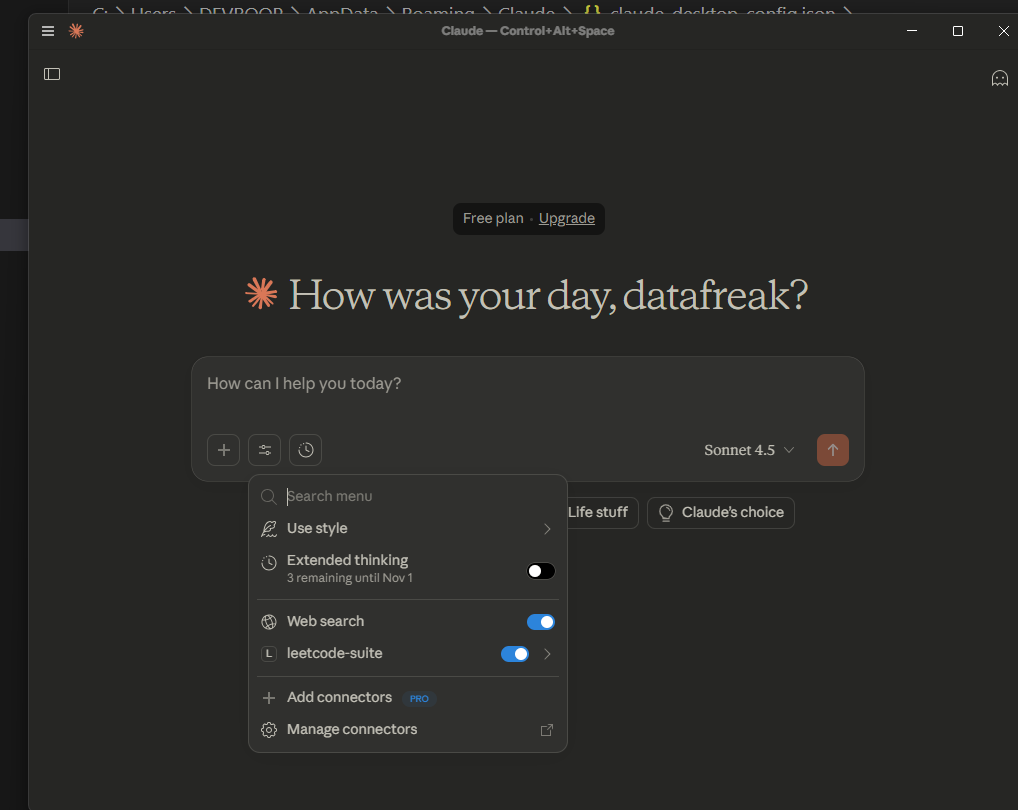 C: > Users > DEVROOP > AppData > Roaming > Claude > {} claude_desktop_config.json >
Claude — Control+Alt+Space
Free plan · Upgrade
How was your day, datafreak?
How can I help you today?
Sonnet 4.5
Search menu
Use style
Life stuff
Claude's choice
Extended thinking
3 remaining until Nov 1
Web search
L leetcode-suite
Add connectors PRO
Manage connectors